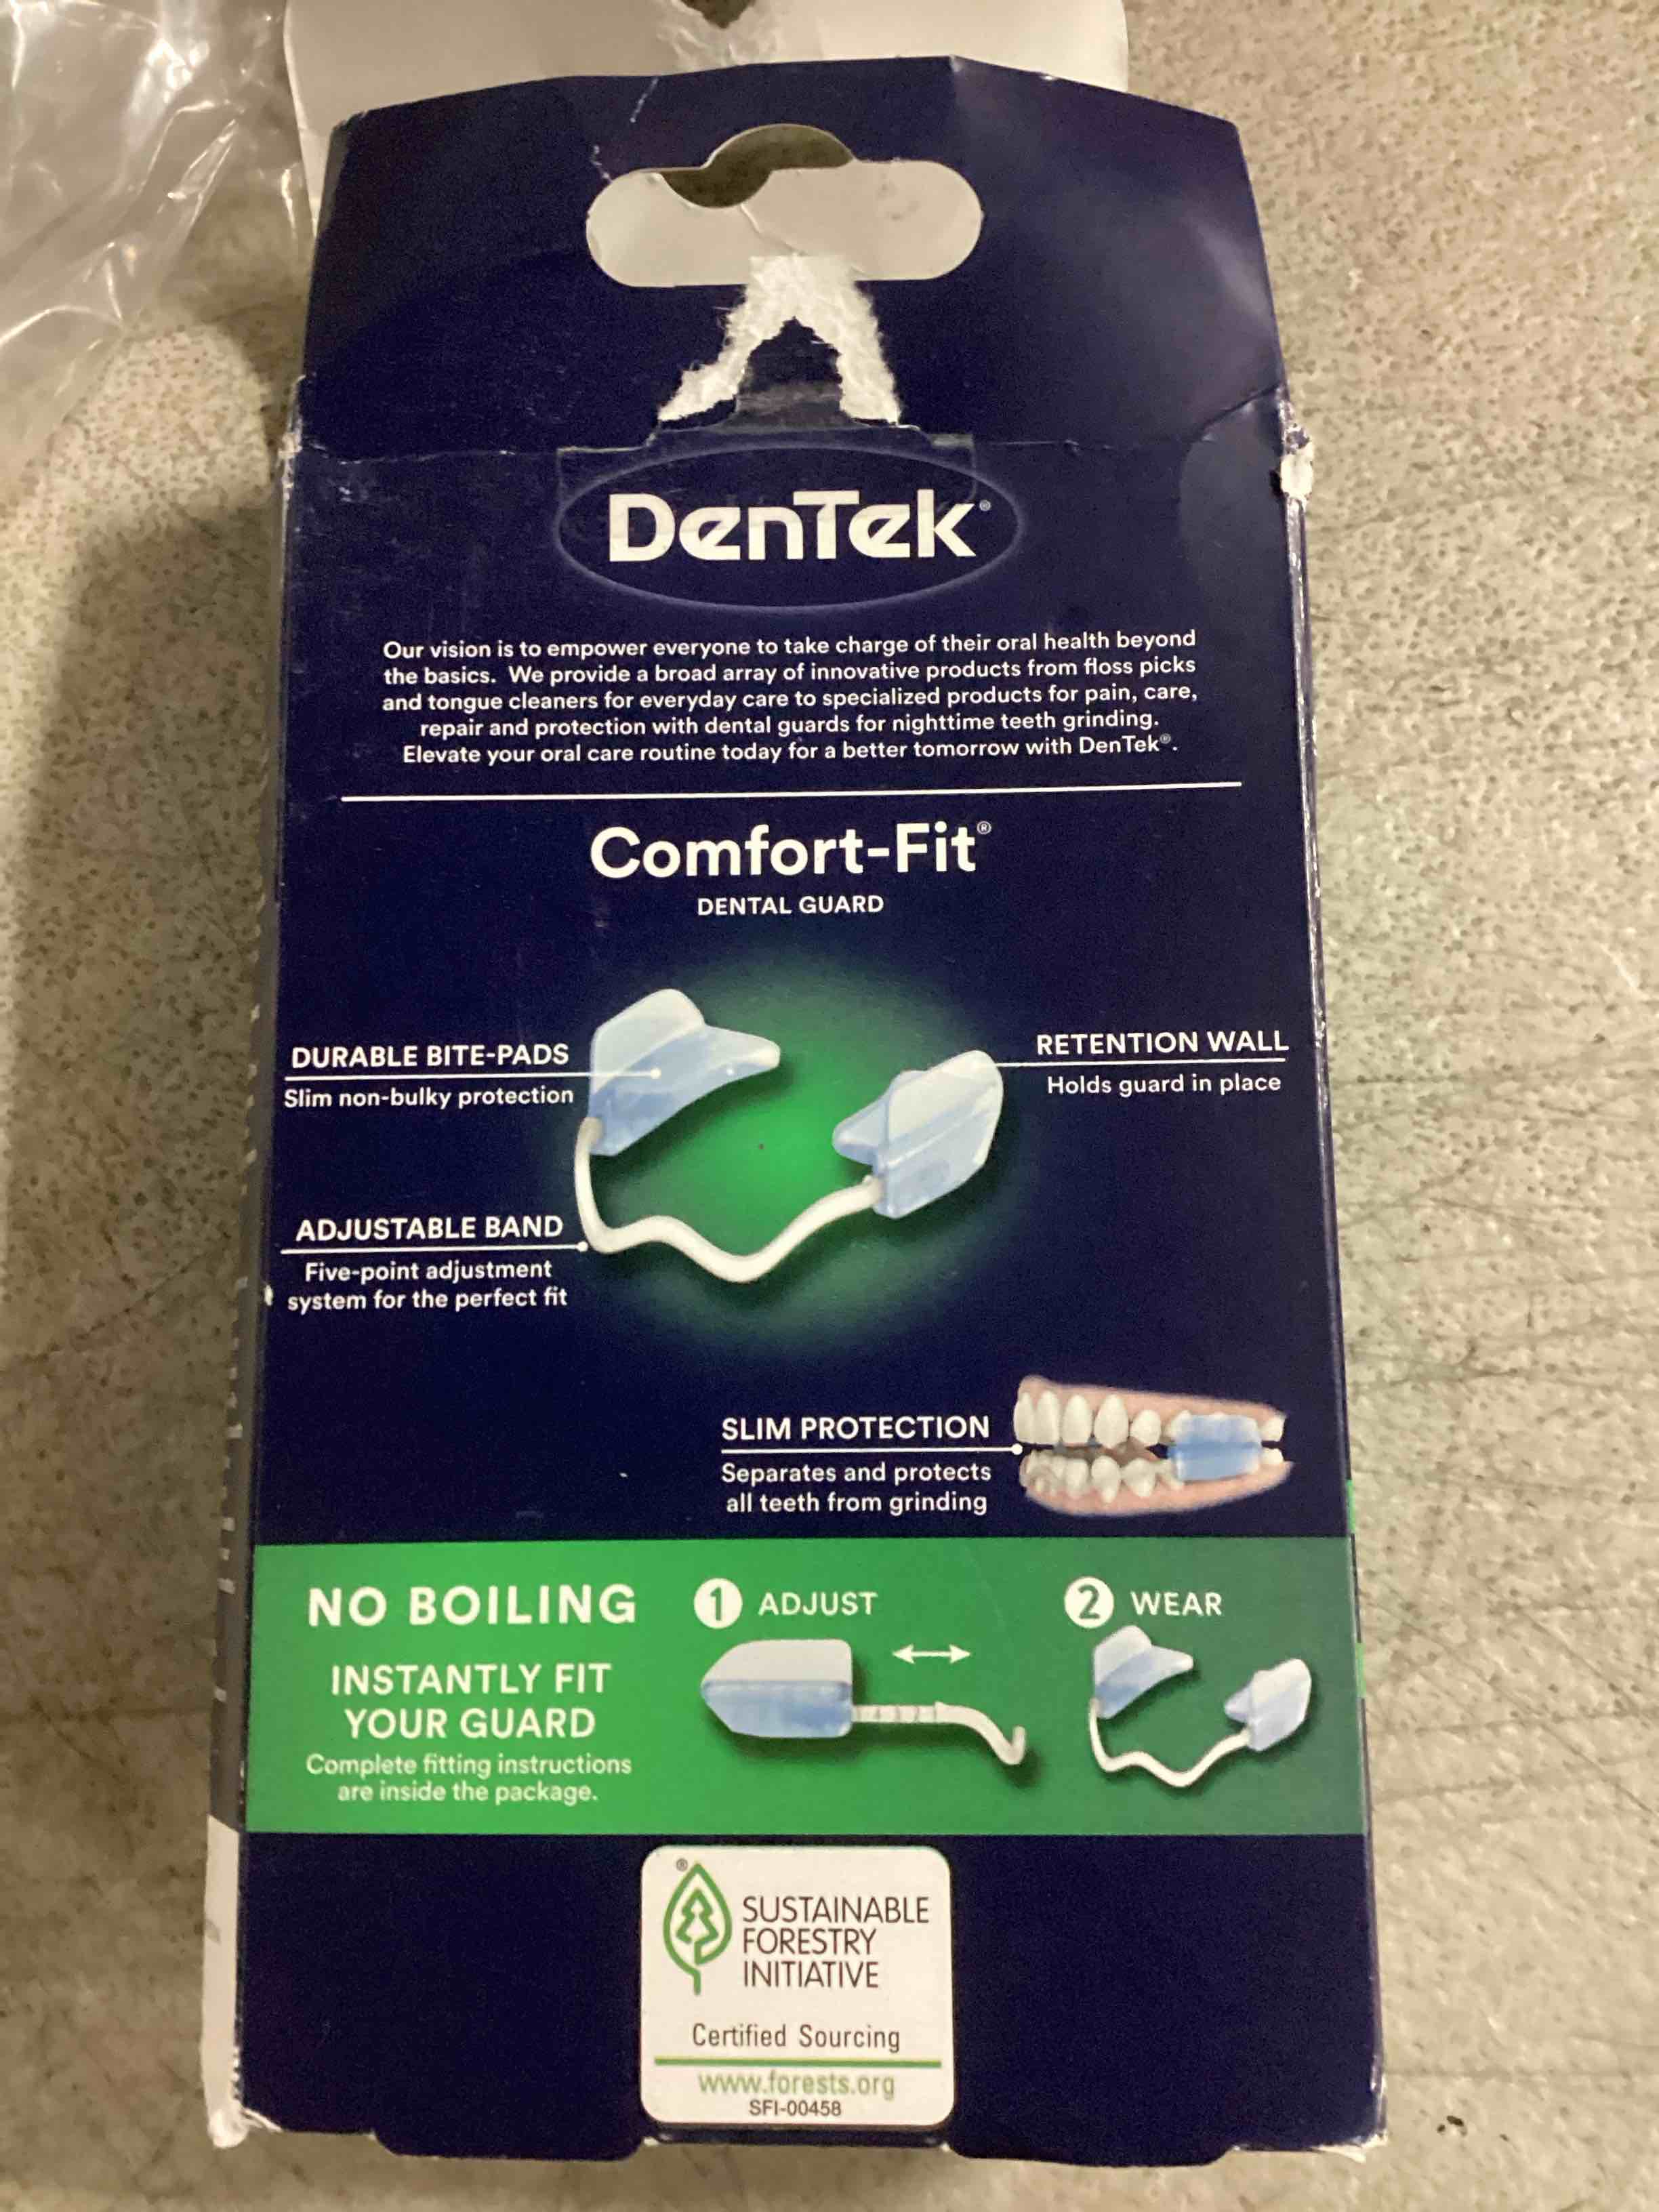 DenTek®
Our vision is to empower everyone to take charge of their oral health beyond
the basics. We provide a broad array of innovative products from floss picks
and tongue cleaners for everyday care to specialized products for pain, care,
repair and protection with dental guards for nighttime teeth grinding.
Elevate your oral care routine today for a better tomorrow with DenTek®.
Comfort-Fit®
DENTAL GUARD
DURABLE BITE-PADS
Slim non-bulky protection
RETENTION WALL
Holds guard in place
ADJUSTABLE BAND
Five-point adjustment
system for the perfect fit
SLIM PROTECTION
Separates and protects
all teeth from grinding
NO BOILING
INSTANTLY FIT
YOUR GUARD
Complete fitting instructions
are inside the package.
1 ADJUST
2 WEAR
®
SUSTAINABLE
FORESTRY
INITIATIVE
Certified Sourcing
www.forests.org
SFI-00458